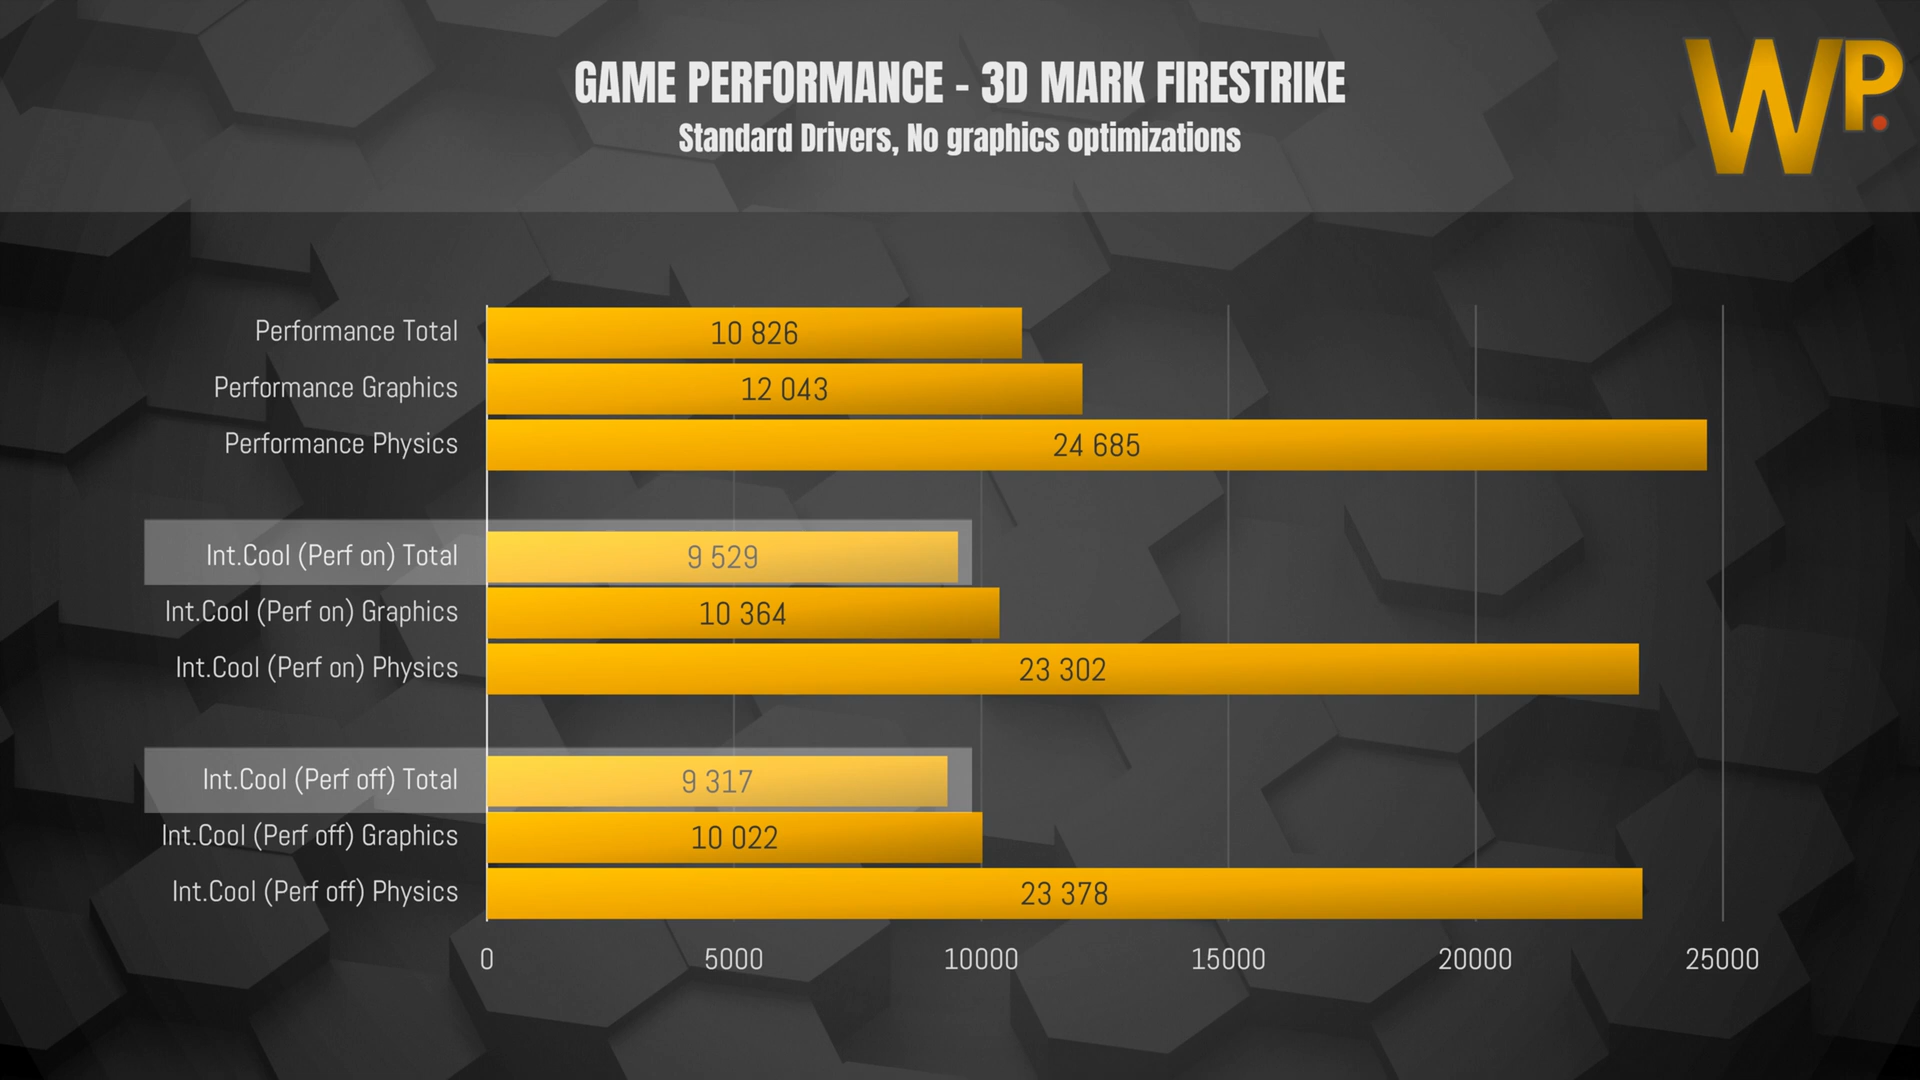 GAME PERFORMANCE - 3D MARK FIRESTRIKE
Standard Drivers, No graphics optimizations
WP.
Performance Total 10 826
Performance Graphics 12 043
Performance Physics 24 685
Int.Cool (Perf on) Total 9 529
Int.Cool (Perf on) Graphics 10 364
Int.Cool (Perf on) Physics 23 302
Int.Cool (Perf off) Total 9 317
Int.Cool (Perf off) Graphics 10 022
Int.Cool (Perf off) Physics 23 378
0 5000 10000 15000 20000 25000